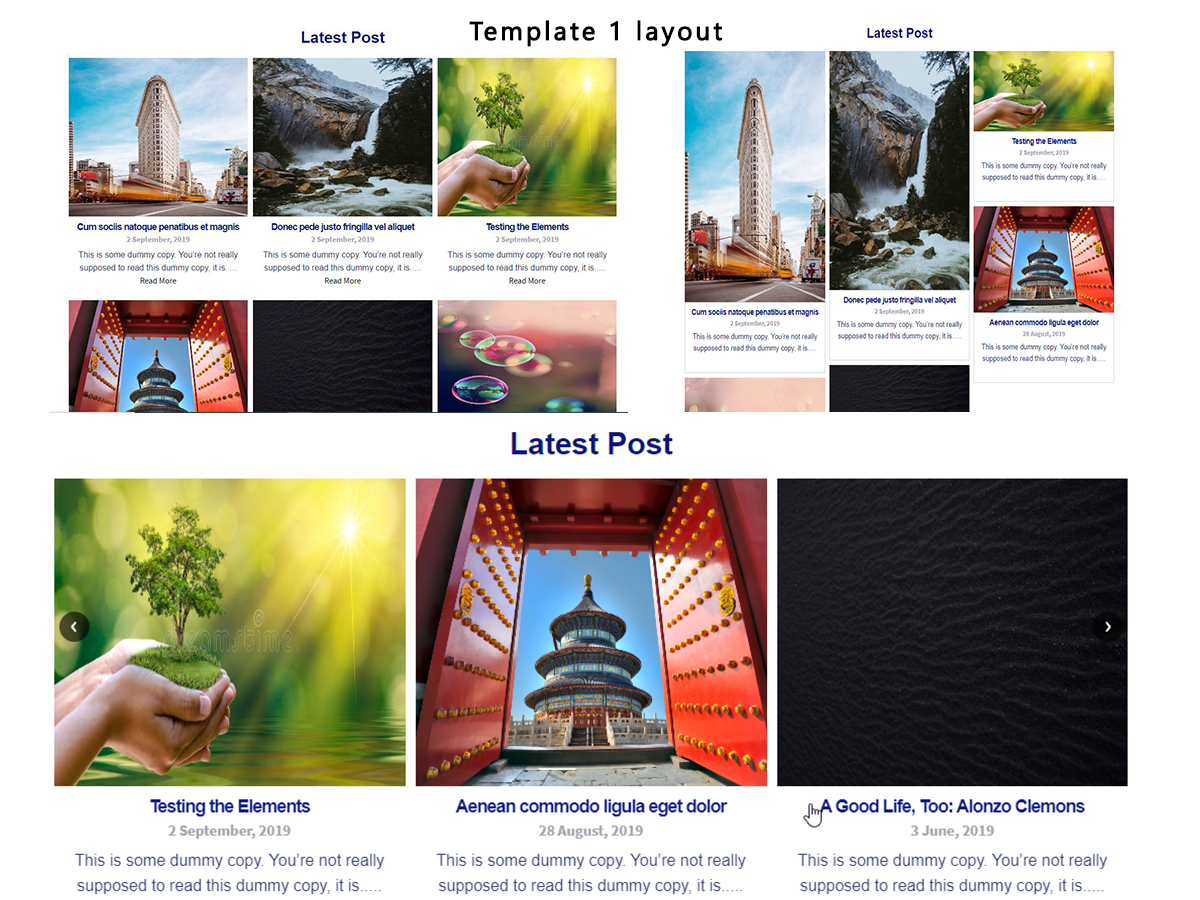 Template 1 layout
Latest Post
Cum sociis natoque penatibus et magnis
2 September, 2019
This is some dummy copy. You're not really
supposed to read this dummy copy, it is.....
Read More
Donec pede justo fringilla vel aliquet
2 September, 2019
This is some dummy copy. You're not really
supposed to read this dummy copy, it is.....
Read More
Testing the Elements
2 September, 2019
This is some dummy copy. You're not really
supposed to read this dummy copy, it is.....
Read More
Latest Post
Cum sociis natoque penatibus et magnis
2 September, 2019
This is some dummy copy. You're not really
supposed to read this dummy copy, it is.....
Donec pede justo fringilla vel aliquet
2 September, 2019
This is some dummy copy. You're not really
supposed to read this dummy copy, it is.....
Testing the Elements
2 September, 2019
This is some dummy copy. You're not really
supposed to read this dummy copy, it is.....
Aenean commodo ligula eget dolor
28 August, 2019
This is some dummy copy. You're not really
supposed to read this dummy copy, it is.....
Latest Post
dreamstime
Testing the Elements
2 September, 2019
This is some dummy copy. You're not really
supposed to read this dummy copy, it is.....
Aenean commodo ligula eget dolor
28 August, 2019
This is some dummy copy. You're not really
supposed to read this dummy copy, it is.....
A Good Life, Too: Alonzo Clemons
3 June, 2019
This is some dummy copy. You're not really
supposed to read this dummy copy, it is.....